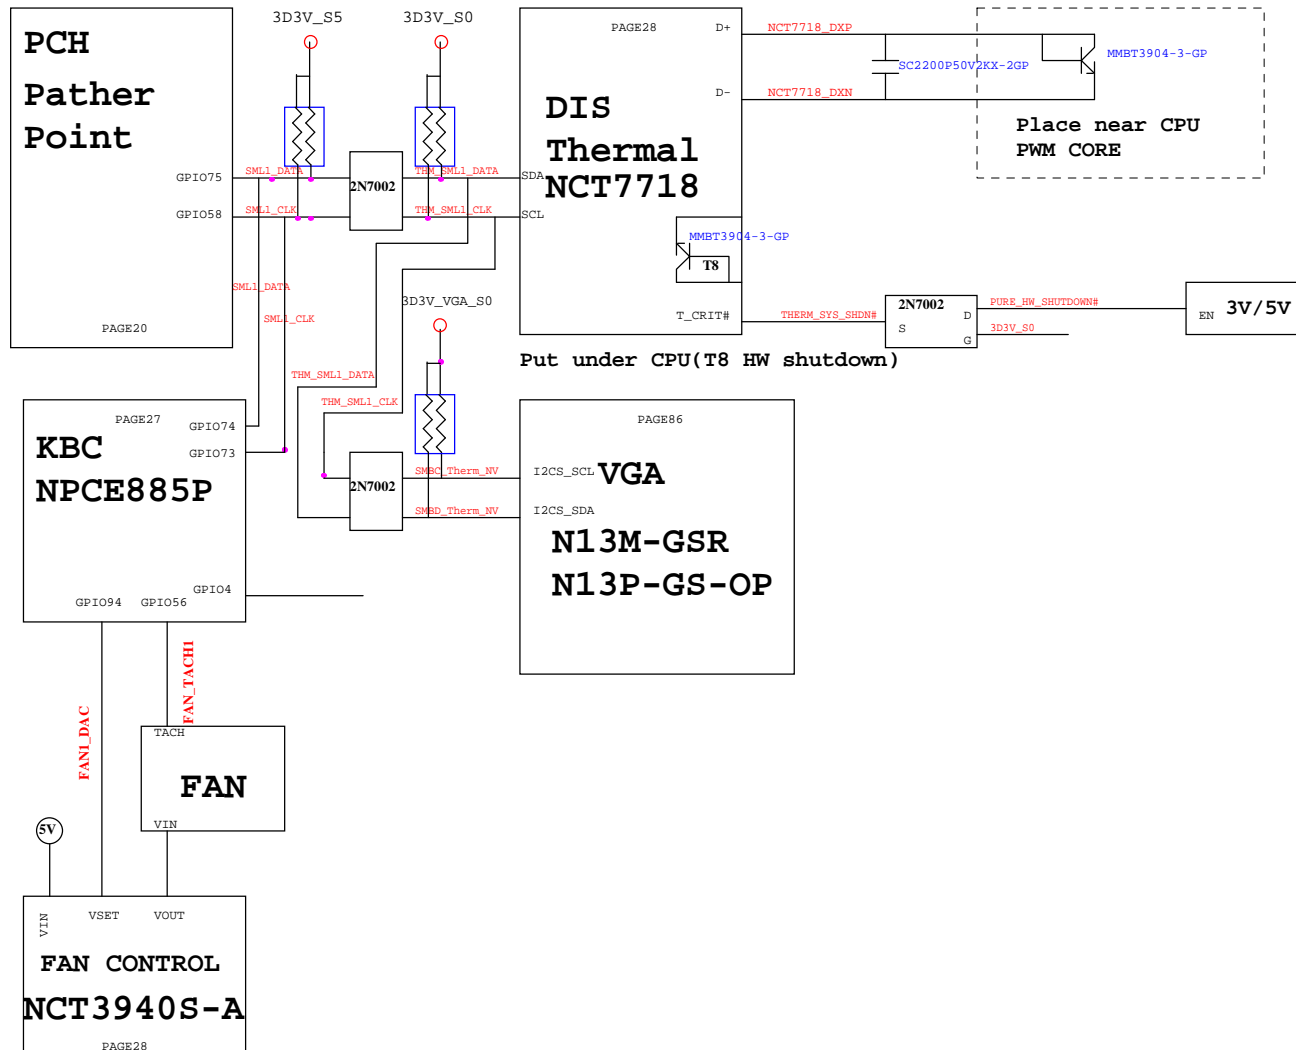 3D3V_S5
3D3V_S0
PCH
Pather
Point
GPIO75
GPIO58
PAGE20
SML1_DATA
SML1_CLK
SML1_DATA
SML1_CLK
2N7002
THM_SML1_DATA
THM_SML1_CLK
PAGE28
D+
D-
DIS
Thermal
NCT7718
SDA
SCL
MMBT3904-3-GP
T8
T_CRIT#
NCT7718_DXP
NCT7718_DXN
SC2200P50V2KX-2GP
MMBT3904-3-GP
Place near CPU
PWM CORE
THERM_SYS_SHDN#
2N7002
S
D
G
PURE_HW_SHUTDOWN#
3D3V_S0
EN
3V/5V
Put under CPU(T8 HW shutdown)
3D3V_VGA_S0
THM_SML1_DATA
THM_SML1_CLK
PAGE27
KBC
NPCE885P
GPIO74
GPIO73
GPIO4
GPIO94
GPIO56
2N7002
SMBC_Therm_NV
SMBD_Therm_NV
PAGE86
I2CS_SCL
VGA
I2CS_SDA
N13M-GSR
N13P-GS-OP
FAN1_DAC
FAN_TACH1
TACH
FAN
VIN
5V
VIN
VSET
VOUT
FAN CONTROL
NCT3940S-A
PAGE28